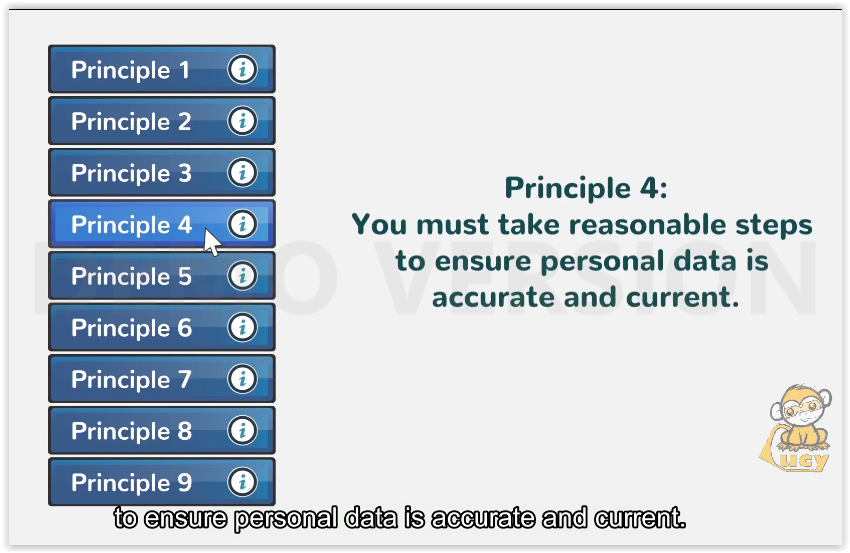 Principle 1
Principle 2
Principle 3
Principle 4
Principle 5
Principle 6
Principle 7
Principle 8
Principle 9
Principle 4:
You must take reasonable steps
to ensure personal data is
accurate and current.
DEMO VERSION
Lucy
to ensure personal data is accurate and current.